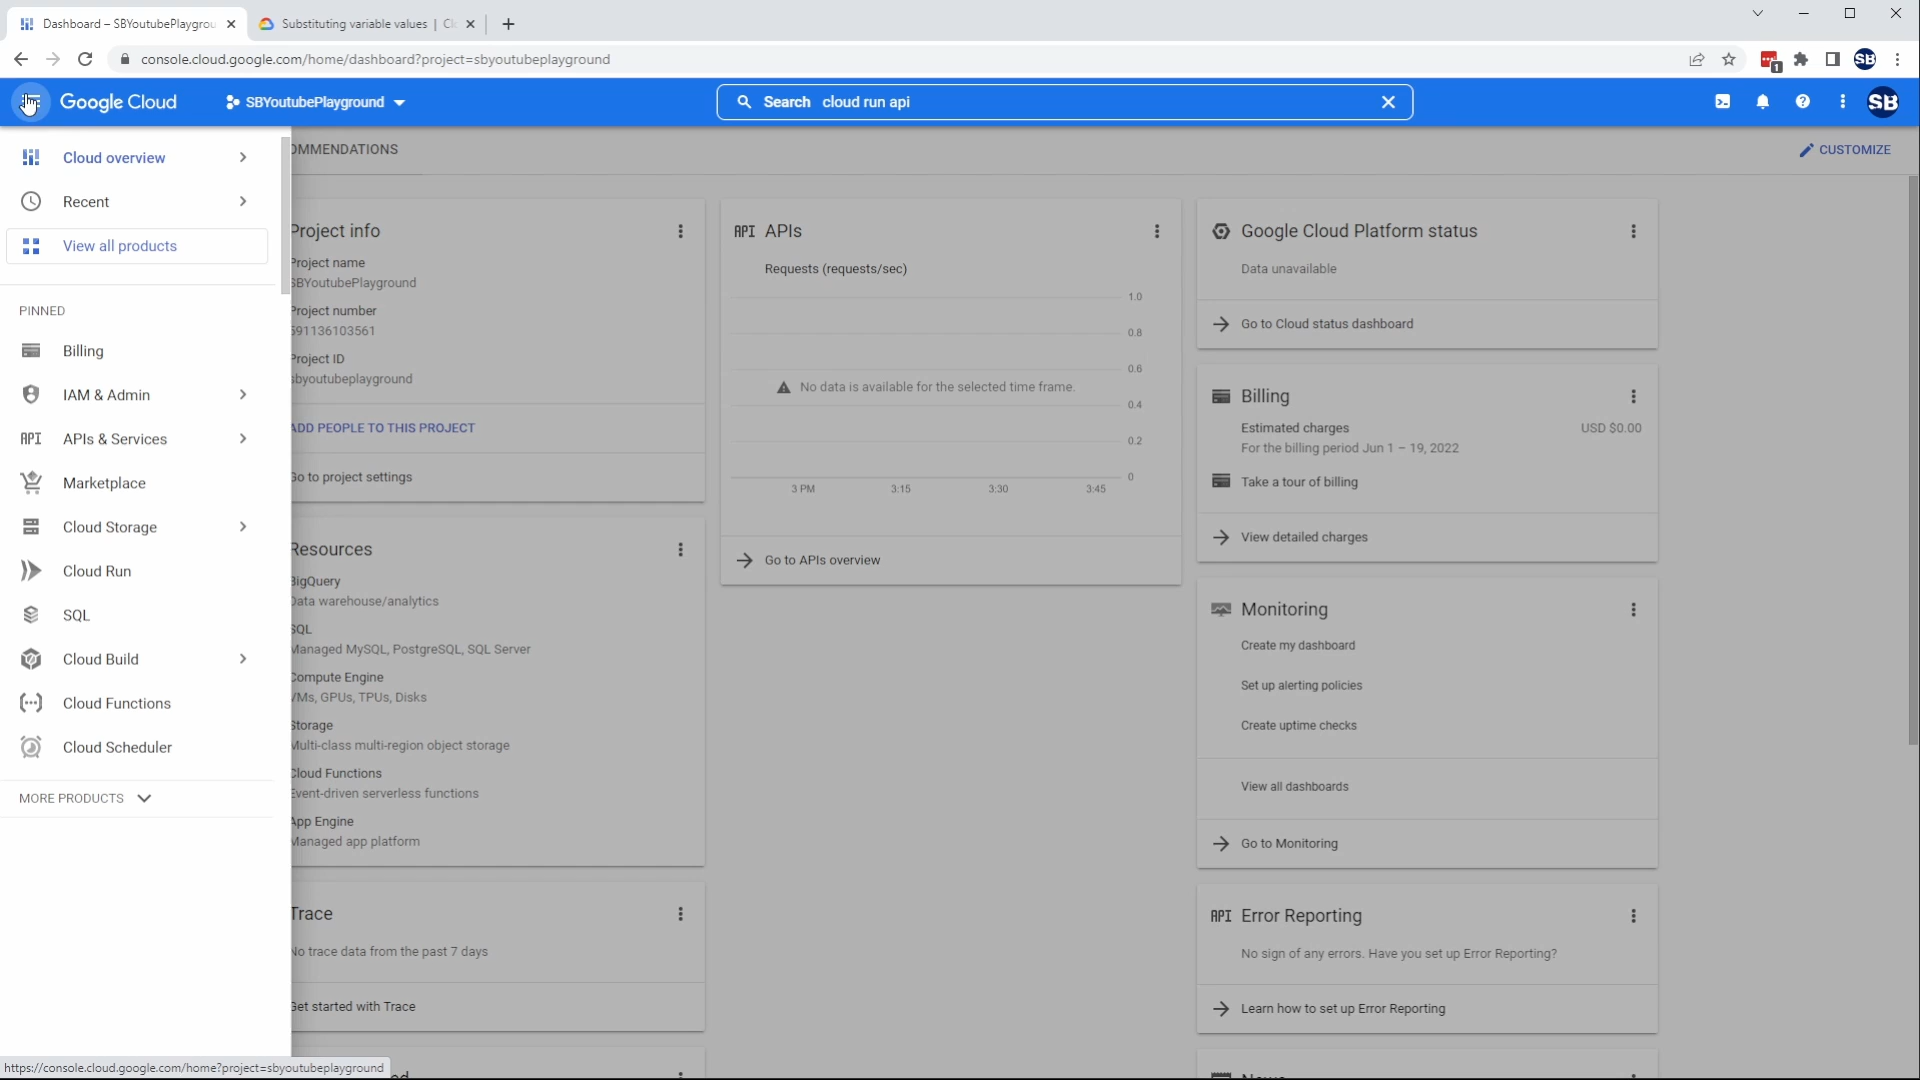 Dashboard – SBYoutubePlaygrou
Substituting variable values | Cl
console.cloud.google.com/home/dashboard?project=sbyoutubeplayground
1
SB
Google Cloud
SBYoutubePlayground
Search cloud run api
SB
Cloud overview
Recent
View all products
PINNED
Billing
IAM & Admin
API APIs & Services
Marketplace
Cloud Storage
Cloud Run
SQL
Cloud Build
Cloud Functions
Cloud Scheduler
MORE PRODUCTS
OMMENDATIONS
CUSTOMIZE
Project info
Project name
SBYoutubePlayground
Project number
591136103561
Project ID
sbyoutubeplayground
ADD PEOPLE TO THIS PROJECT
Go to project settings
Resources
BigQuery
Data warehouse/analytics
SQL
Managed MySQL, PostgreSQL, SQL Server
Compute Engine
VMs, GPUs, TPUs, Disks
Storage
Multi-class multi-region object storage
Cloud Functions
Event-driven serverless functions
App Engine
Managed app platform
Trace
No trace data from the past 7 days
Get started with Trace
API APIs
Requests (requests/sec)
1.0
0.8
0.6
No data is available for the selected time frame.
0.4
0.2
0
3 PM 3:15 3:30 3:45
Go to APIs overview
Google Cloud Platform status
Data unavailable
Go to Cloud status dashboard
Billing
Estimated charges USD $0.00
For the billing period Jun 1 – 19, 2022
Take a tour of billing
View detailed charges
Monitoring
Create my dashboard
Set up alerting policies
Create uptime checks
View all dashboards
Go to Monitoring
API Error Reporting
No sign of any errors. Have you set up Error Reporting?
Learn how to set up Error Reporting
https://console.cloud.google.com/home?project=sbyoutubeplayground